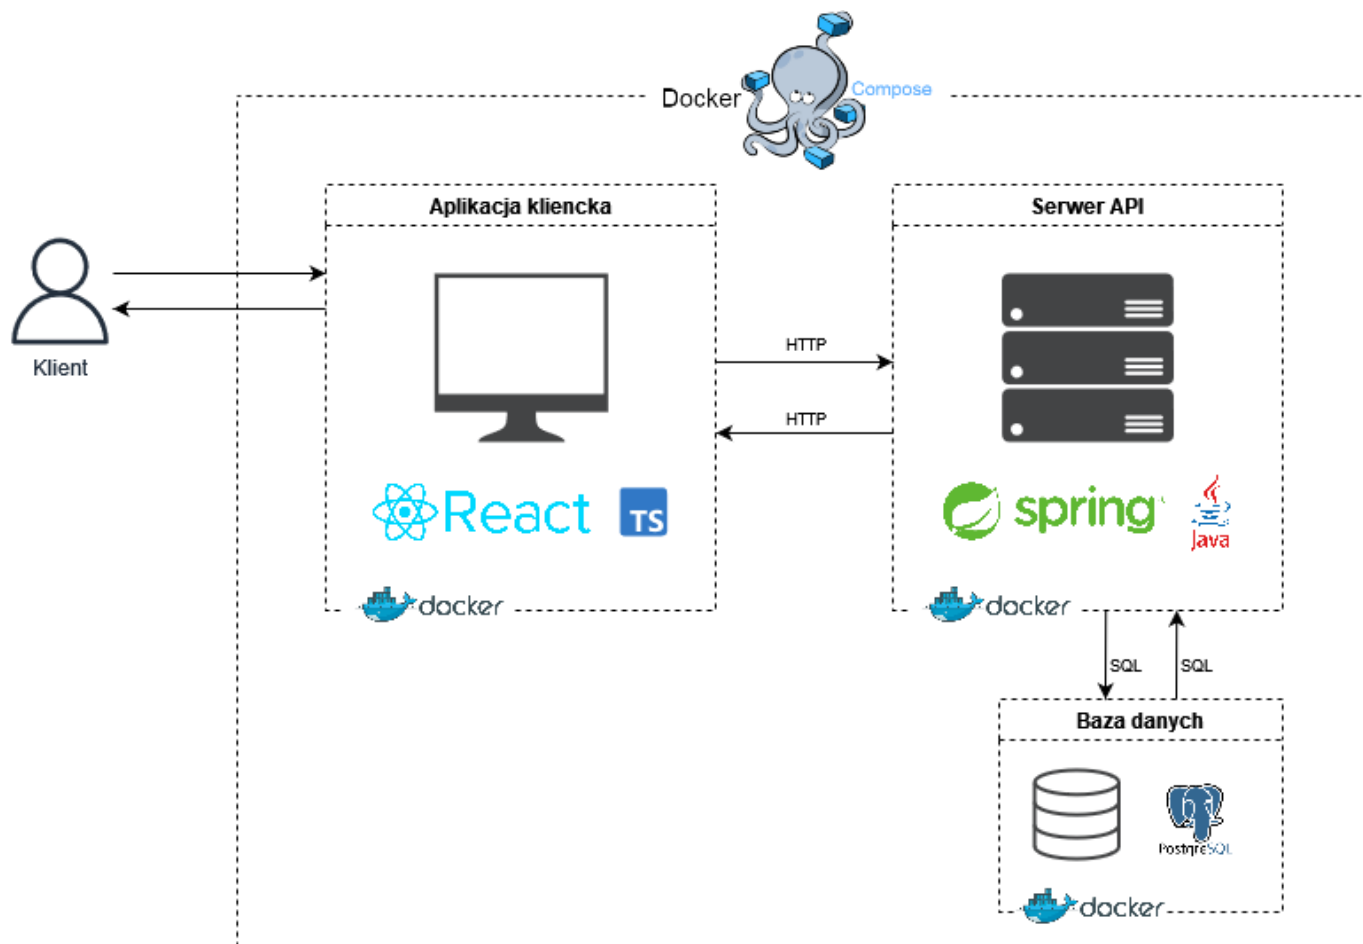 Docker
Compose
Aplikacja kliencka
Serwer API
Klient
HTTP
HTTP
React
TS
spring
Java
docker
docker
SQL
SQL
Baza danych
PostgreSQL
docker